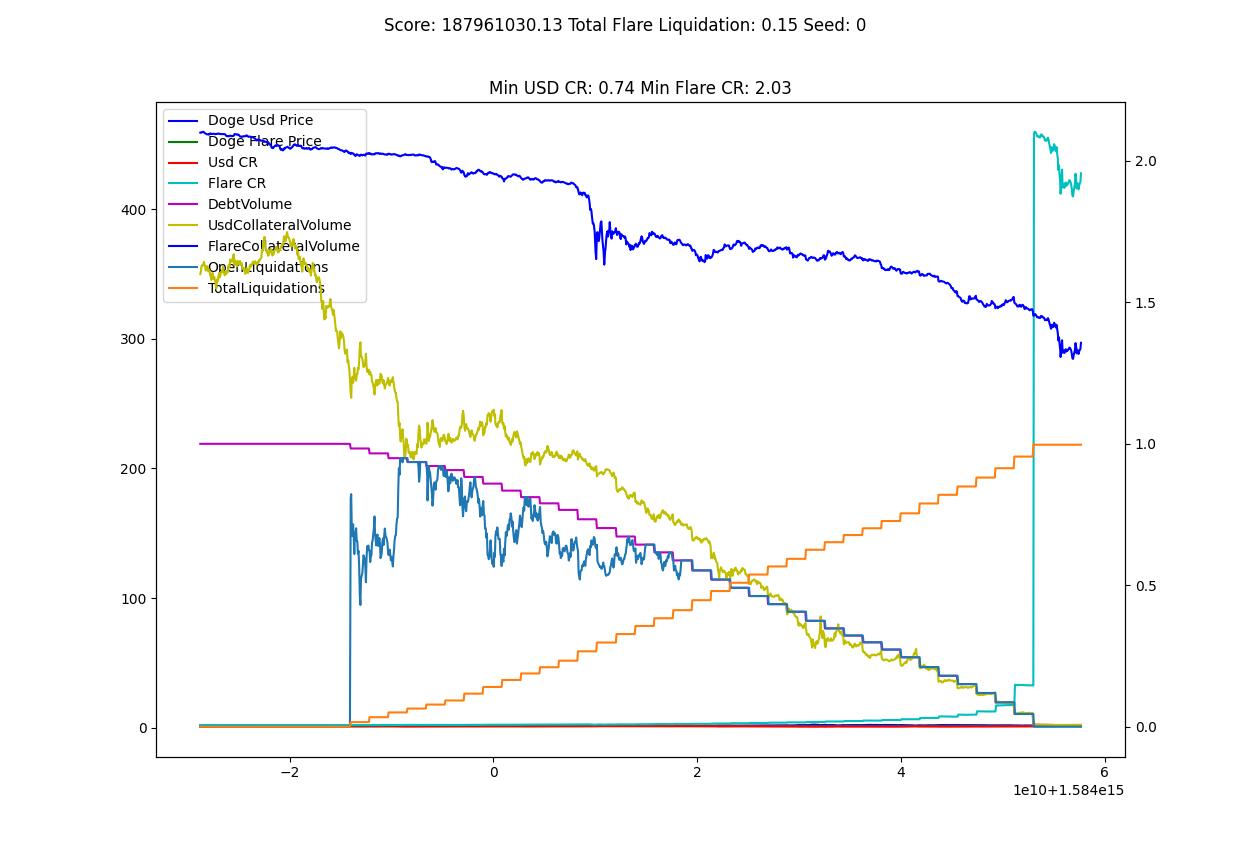 Score: 187961030.13 Total Flare Liquidation: 0.15 Seed: 0
Min USD CR: 0.74 Min Flare CR: 2.03
Doge Usd Price
Doge Flare Price
Usd CR
Flare CR
DebtVolume
UsdCollateralVolume
FlareCollateralVolume
OpenLiquidations
TotalLiquidations
400
300
200
100
0
2.0
1.5
1.0
0.5
0.0
−2 0 2 4 6
1e10+1.584e15